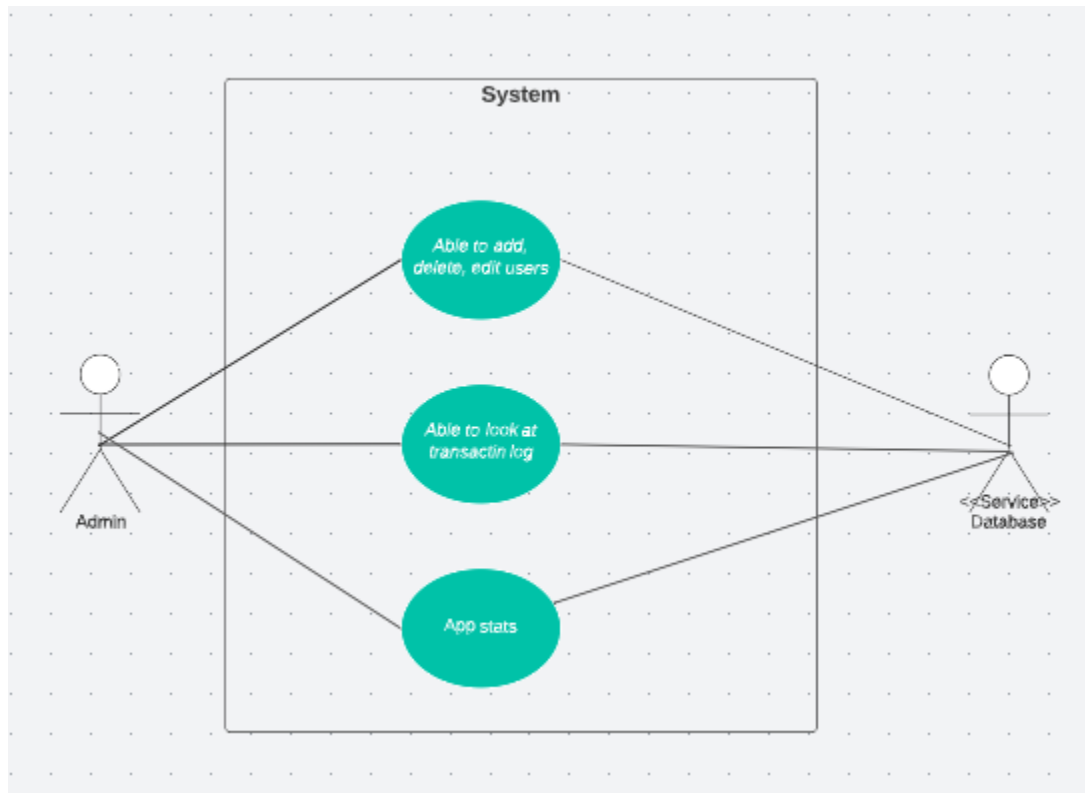 System
Able to add,
delete, edit users
Able to look at
transactin log
Admin
<<Service>>
Database
App stats